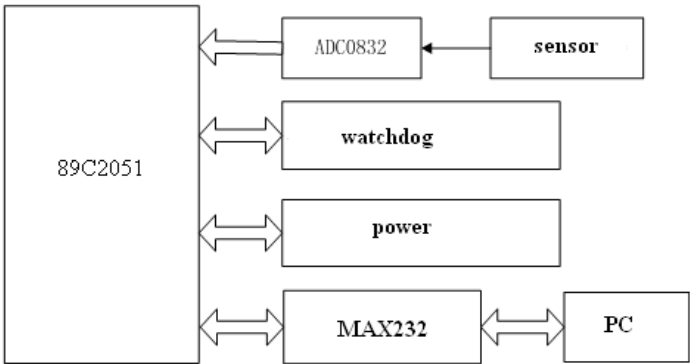 89C2051
ADC0832
sensor
watchdog
power
MAX232
PC